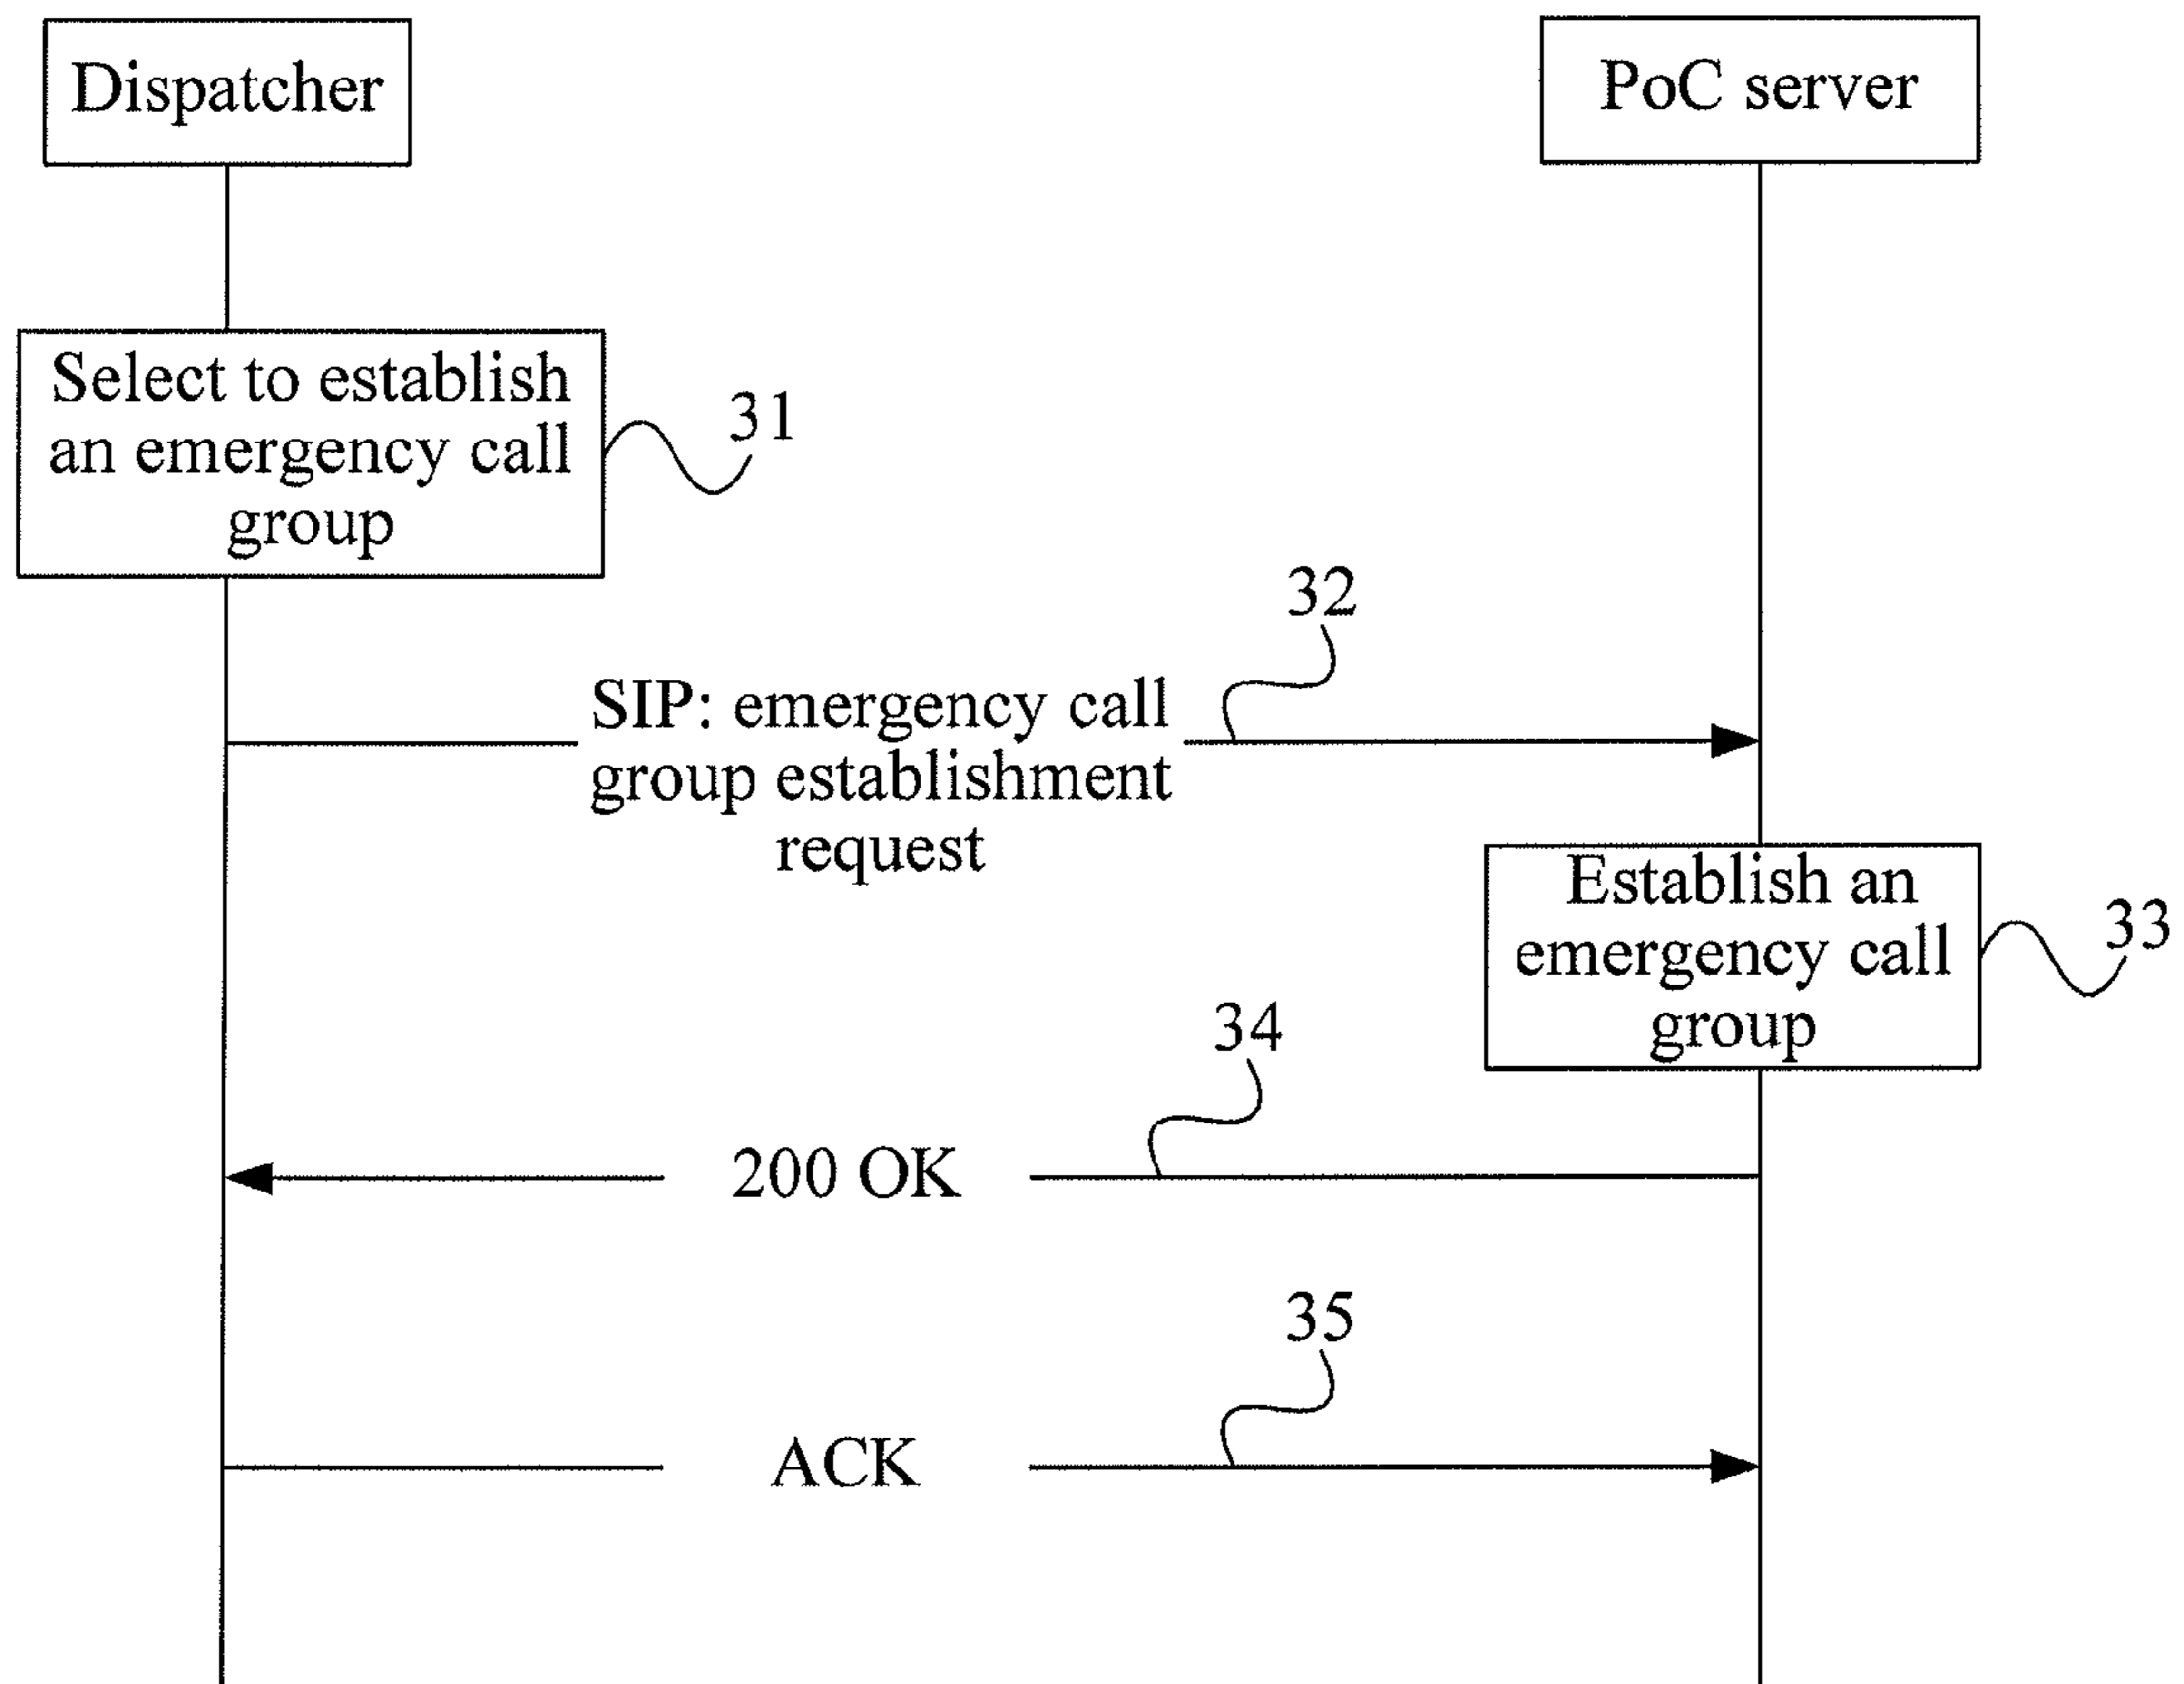 Dispatcher
PoC server
Select to establish
an emergency call
group
31
32
SIP: emergency call
group establishment
request
Establish an
emergency call
group
33
34
200 OK
35
ACK